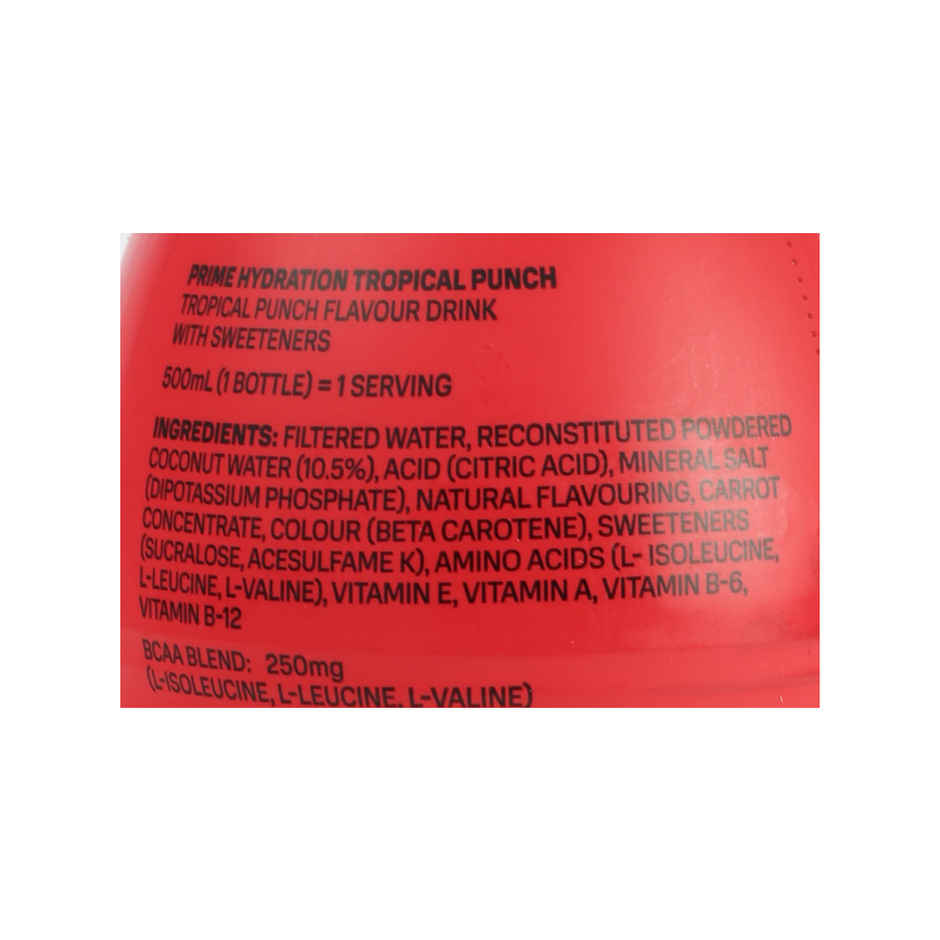 PRIME HYDRATION TROPICAL PUNCH
TROPICAL PUNCH FLAVOUR DRINK
WITH SWEETENERS
500mL (1 BOTTLE) = 1 SERVING
INGREDIENTS: FILTERED WATER, RECONSTITUTED POWDERED
COCONUT WATER (10.5%), ACID (CITRIC ACID), MINERAL SALT
(DIPOTASSIUM PHOSPHATE), NATURAL FLAVOURING, CARROT
CONCENTRATE, COLOUR (BETA CAROTENE), SWEETENERS
(SUCRALOSE, ACESULFAME K), AMINO ACIDS (L- ISOLEUCINE,
L-LEUCINE, L-VALINE), VITAMIN E, VITAMIN A, VITAMIN B-6,
VITAMIN B-12
BCAA BLEND: 250mg
(L-ISOLEUCINE, L-LEUCINE, L-VALINE)